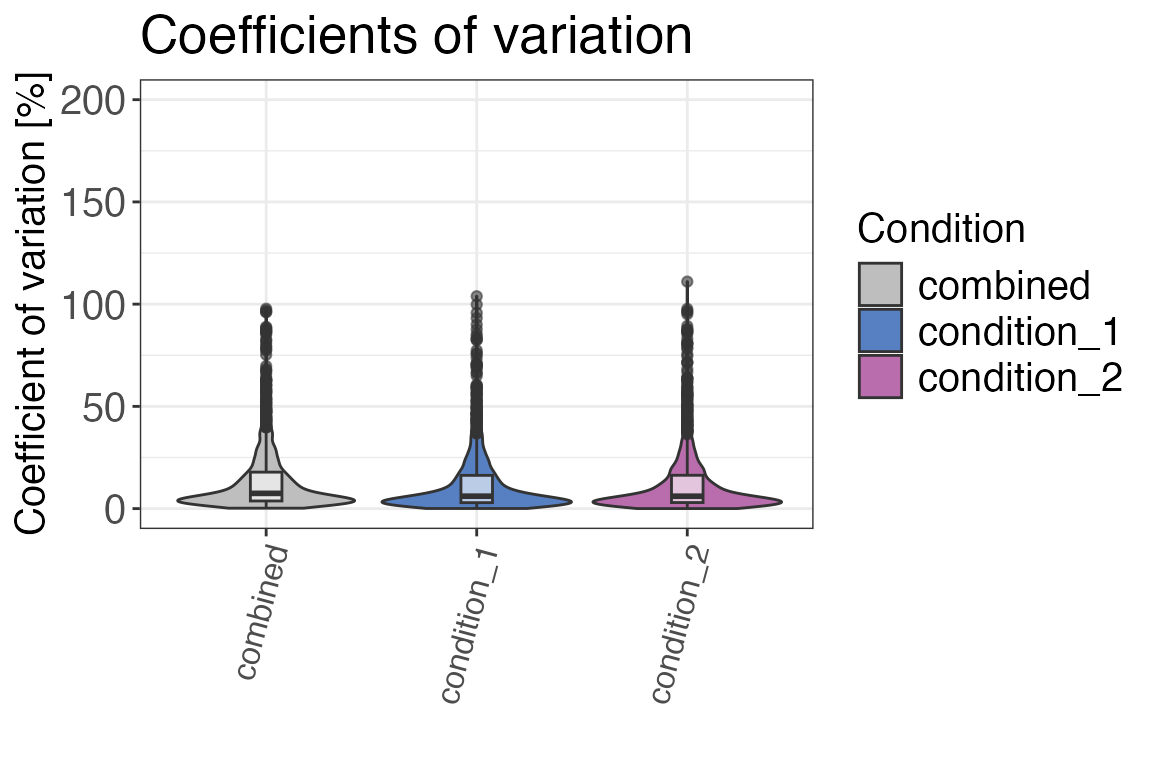 Coefficients of variation
Coefficient of variation [%]
200
150
100
50
0
combined
condition_1
condition_2
Condition
combined
condition_1
condition_2